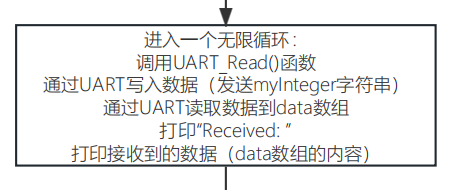 进入一个无限循环：
调用UART_Read()函数
通过UART写入数据（发送myInteger字符串）
通过UART读取数据到data数组
打印“Received: ”
打印接收到的数据（data数组的内容）